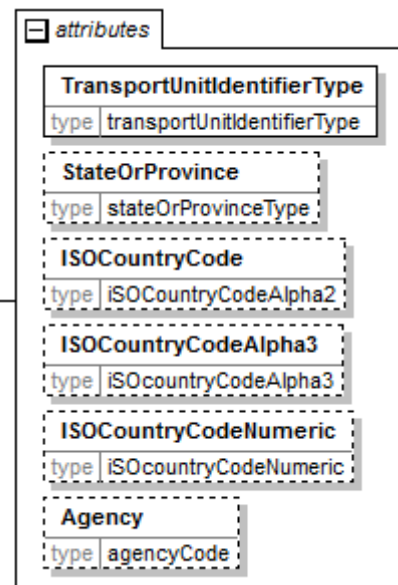 attributes
TransportUnitIdentifierType
type transportUnitIdentifierType
StateOrProvince
type stateOrProvinceType
ISOCountryCode
type iSOCountryCodeAlpha2
ISOCountryCodeAlpha3
type iSOcountryCodeAlpha3
ISOCountryCodeNumeric
type iSOcountryCodeNumeric
Agency
type agencyCode